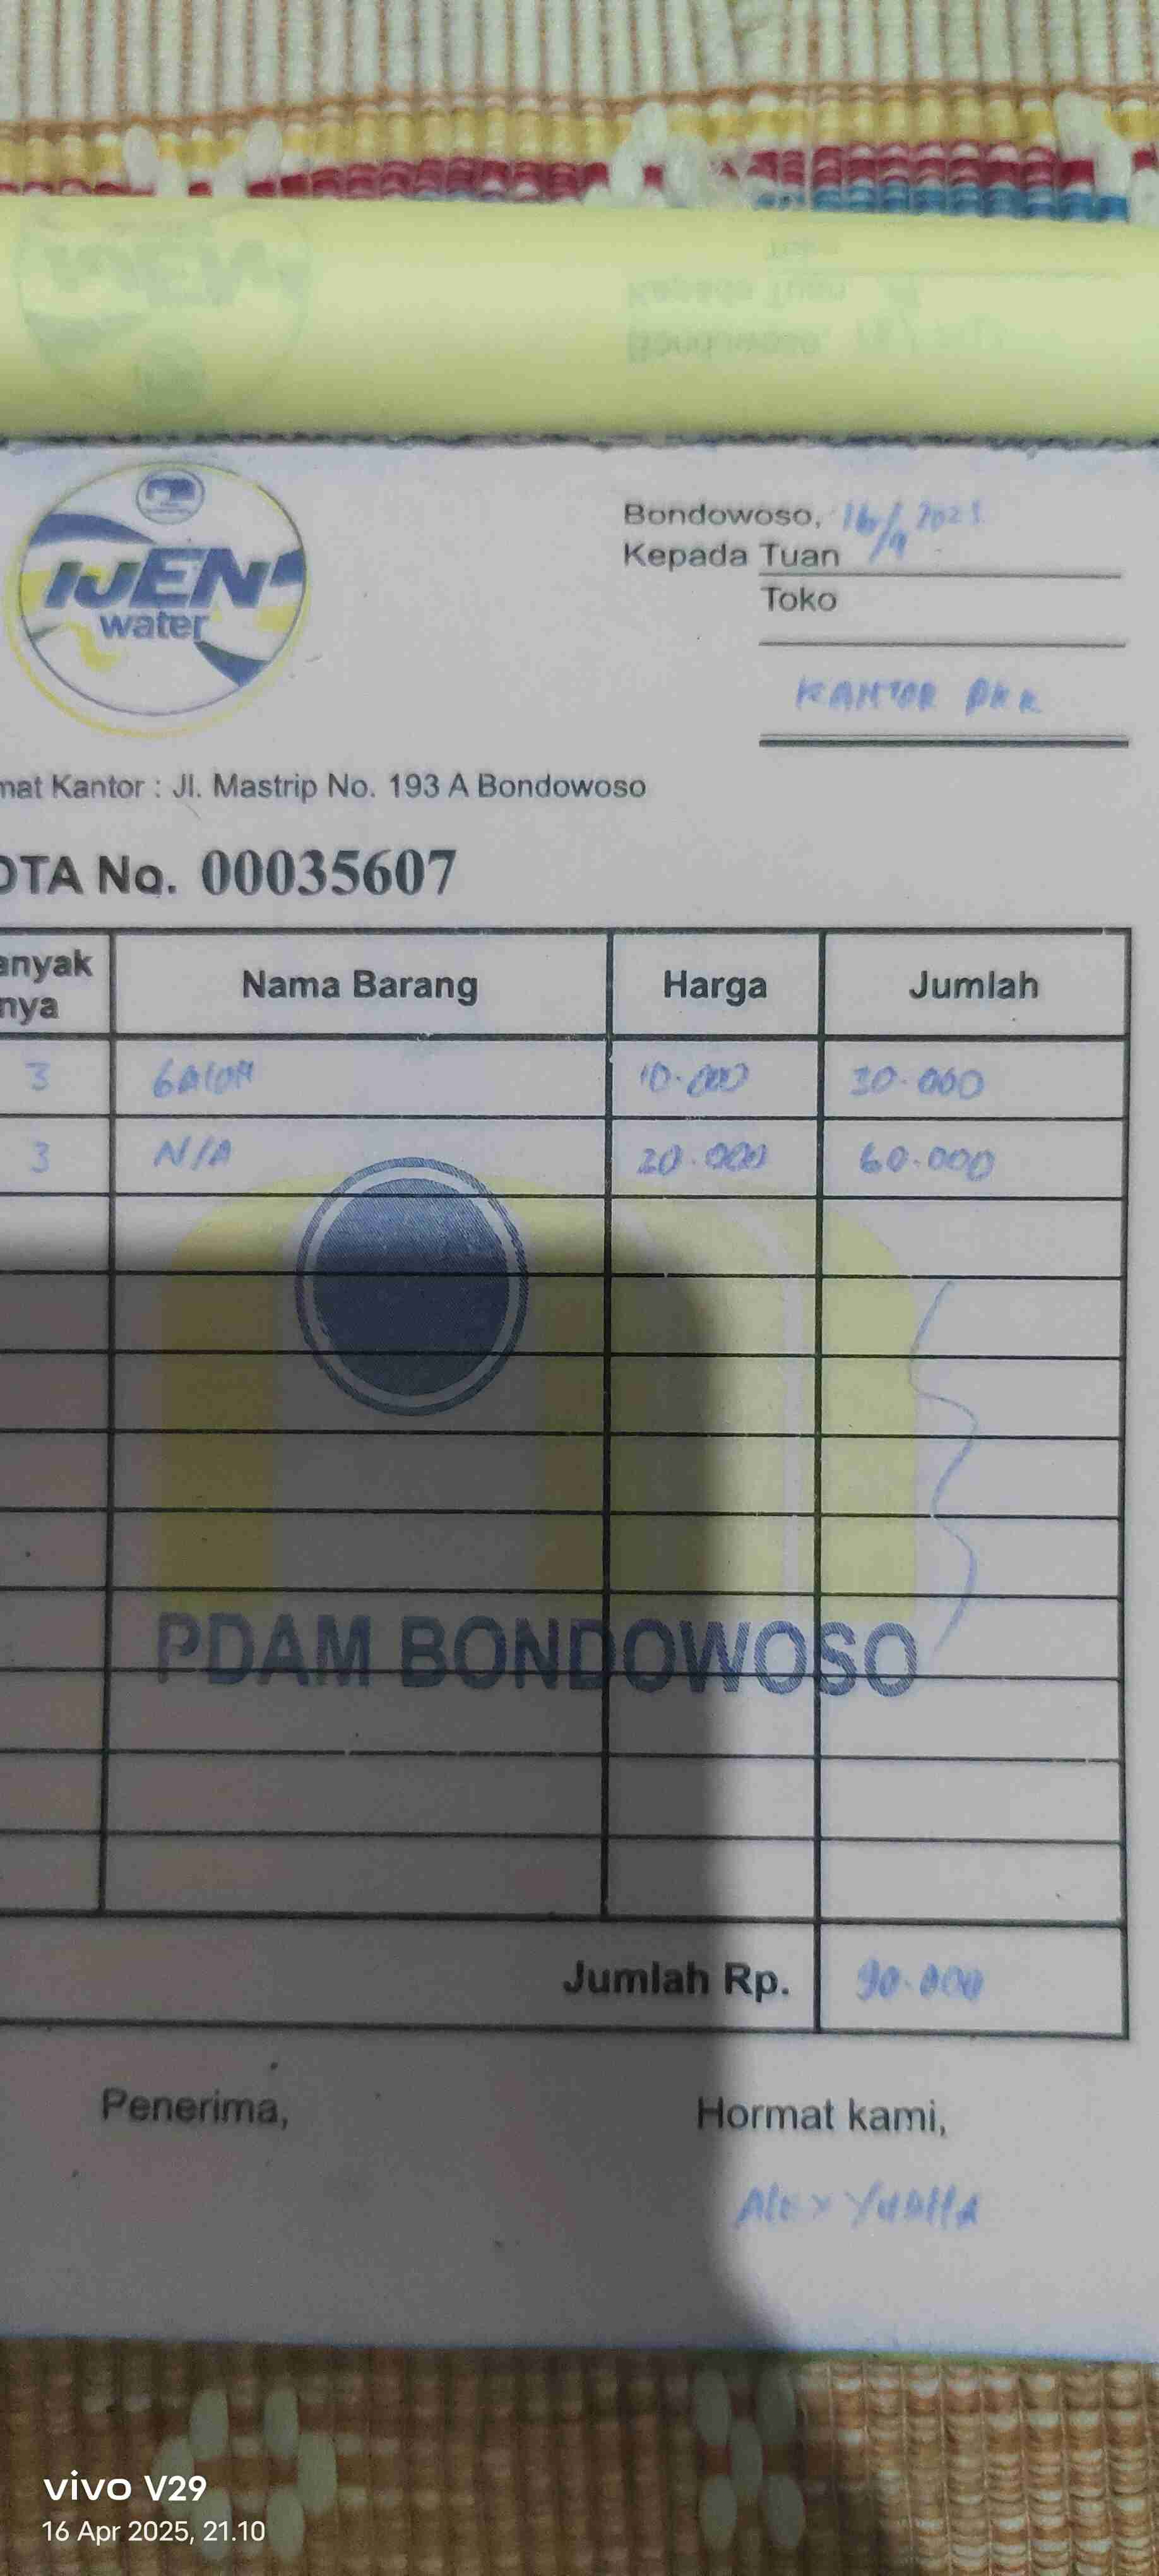 IJEN
water
Bondowoso, 16/4 2025
Kepada Tuan
Toko
KANTOR PKK
mat Kantor : Jl. Mastrip No. 193 A Bondowoso
OTA No. 00035607
anyak
nya
Nama Barang
Harga
Jumlah
3 GALON 10.000 30.000
3 N/A 20.000 60.000
PDAM BONDOWOSO
Jumlah Rp. 90.000
Penerima,
Hormat kami,
Alex
vivo V29
16 Apr 2025, 21.10